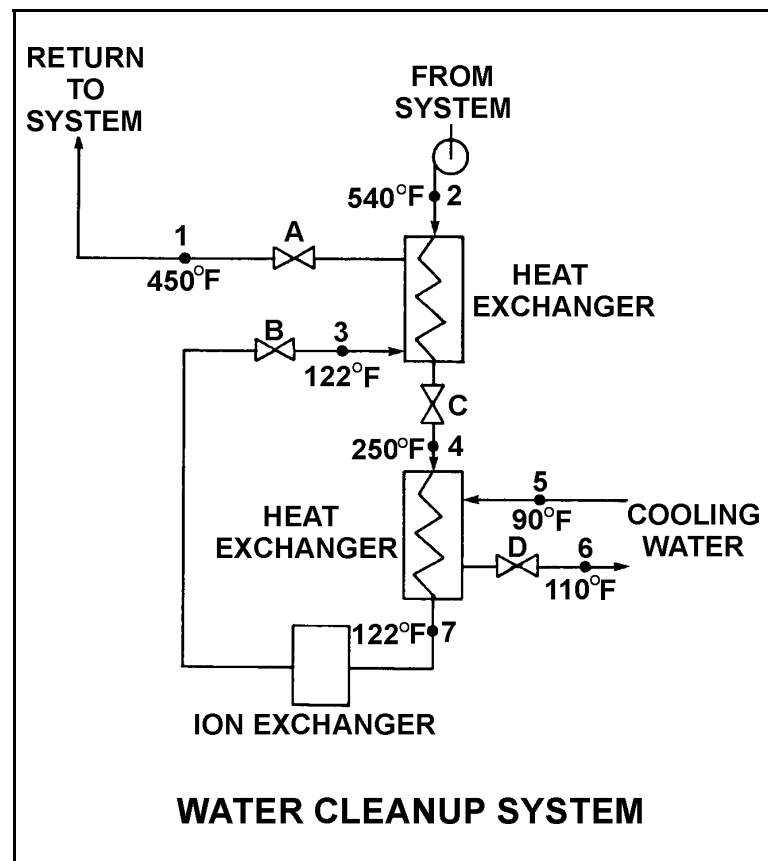 RETURN
TO
SYSTEM
FROM
SYSTEM
540°F 2
1
A
450°F
HEAT
EXCHANGER
B
3
122°F
C
250°F 4
HEAT
EXCHANGER
5
90°F
COOLING
WATER
D
6
110°F
122°F 7
ION EXCHANGER
WATER CLEANUP SYSTEM